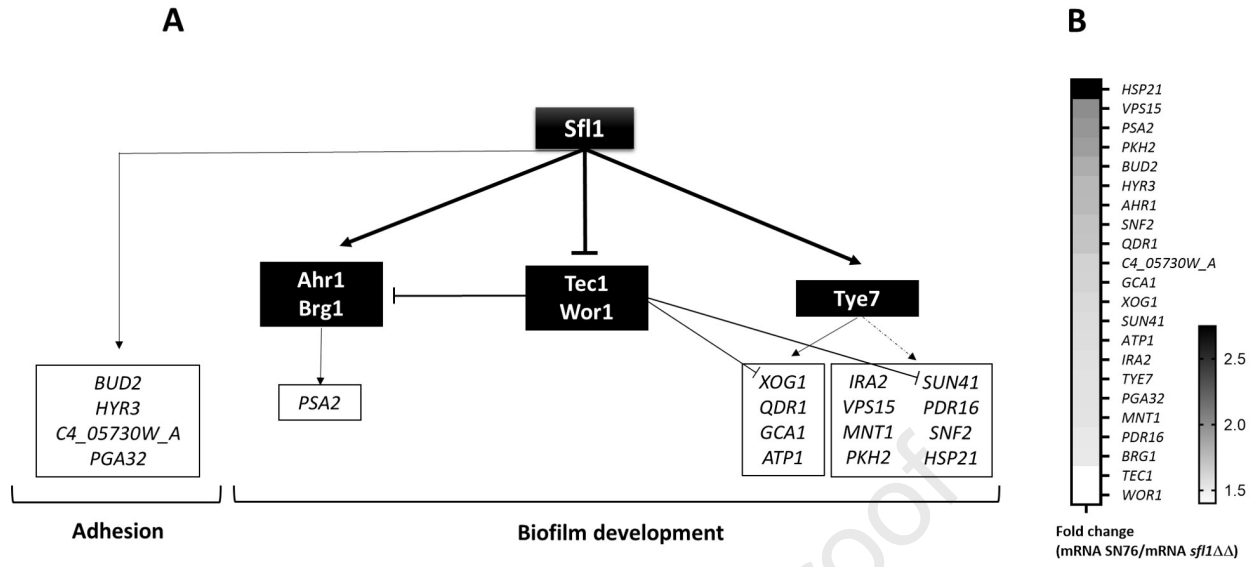 A
B
Sfl1
Ahr1
Brg1
Tec1
Wor1
Tye7
BUD2
HYR3
C4_05730W_A
PGA32
PSA2
XOG1
QDR1
GCA1
ATP1
IRA2 SUN41
VPS15 PDR16
MNT1 SNF2
PKH2 HSP21
Adhesion
Biofilm development
HSP21
VPS15
PSA2
PKH2
BUD2
HYR3
AHR1
SNF2
QDR1
C4_05730W_A
GCA1
XOG1
SUN41
ATP1
IRA2
TYE7
PGA32
MNT1
PDR16
BRG1
TEC1
WOR1
2.5
2.0
1.5
Fold change
(mRNA SN76/mRNA sfl1ΔΔ)
roof